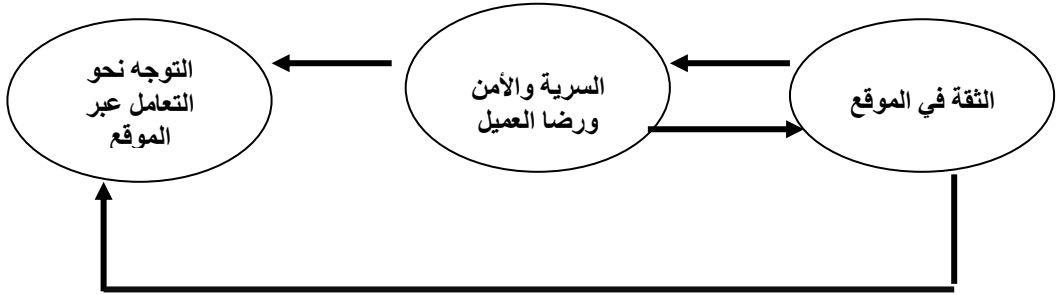 الثقة في الموقع
السرية والأمن
ورضا العميل
التوجه نحو
التعامل عبر
الموقع